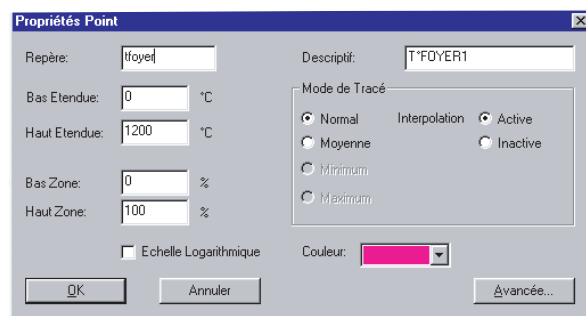 Propriétés Point
Repère: tfoyer Descriptif: T°FOYER1
Mode de Tracé
Bas Etendue: 0 °C
Normal Interpolation Active
Haut Etendue: 1200 °C
Moyenne Inactive
Minimum
Bas Zone: 0 %
Maximum
Haut Zone: 100 %
Echelle Logarithmique Couleur:
OK Annuler Avancée...